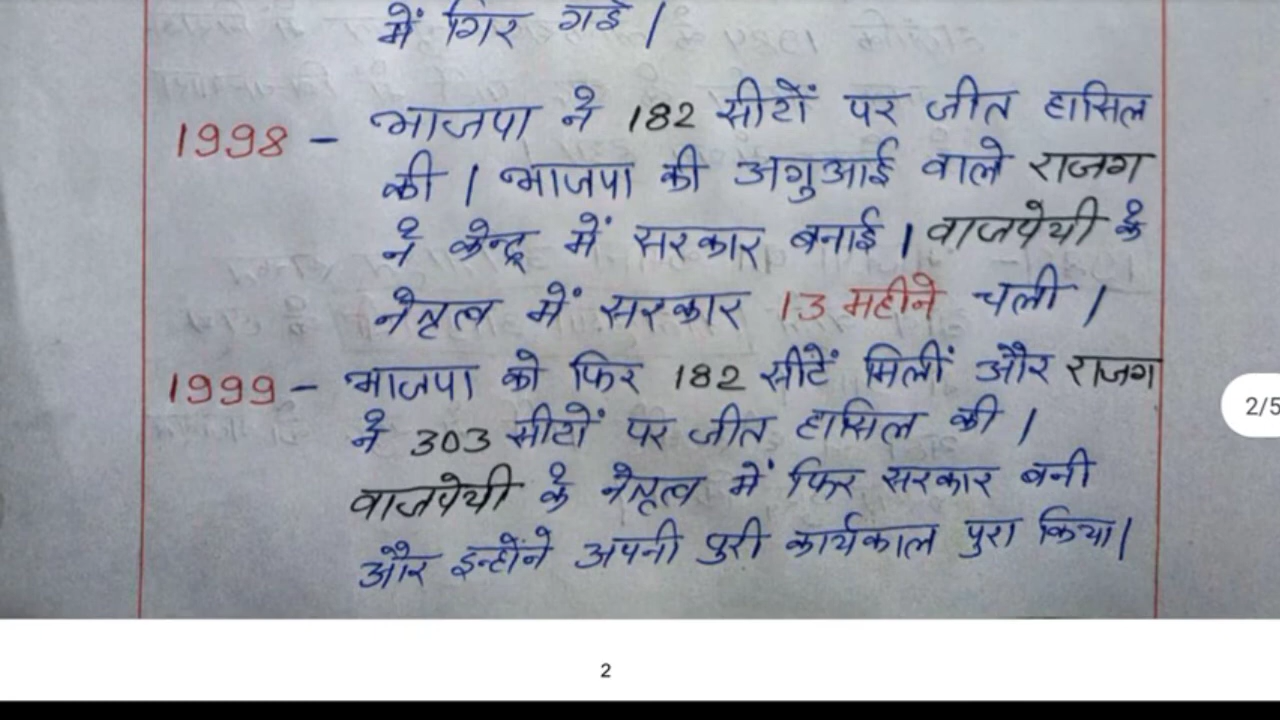 में गिर गई |
1998 - भाजपा ने 182 सीटों पर जीत हासिल
की | भाजपा की अगुआई वाले राजग
ने केन्द्र में सरकार बनाई | वाजपेयी के
नेतृत्व में सरकार 13 महीने चली |
1999 - भाजपा को फिर 182 सीटें मिलीं और राजग
ने 303 सीटों पर जीत हासिल की |
वाजपेयी के नेतृत्व में फिर सरकार बनी
और इन्होंने अपनी पुरी कार्यकाल पुरा किया|
2/5
2